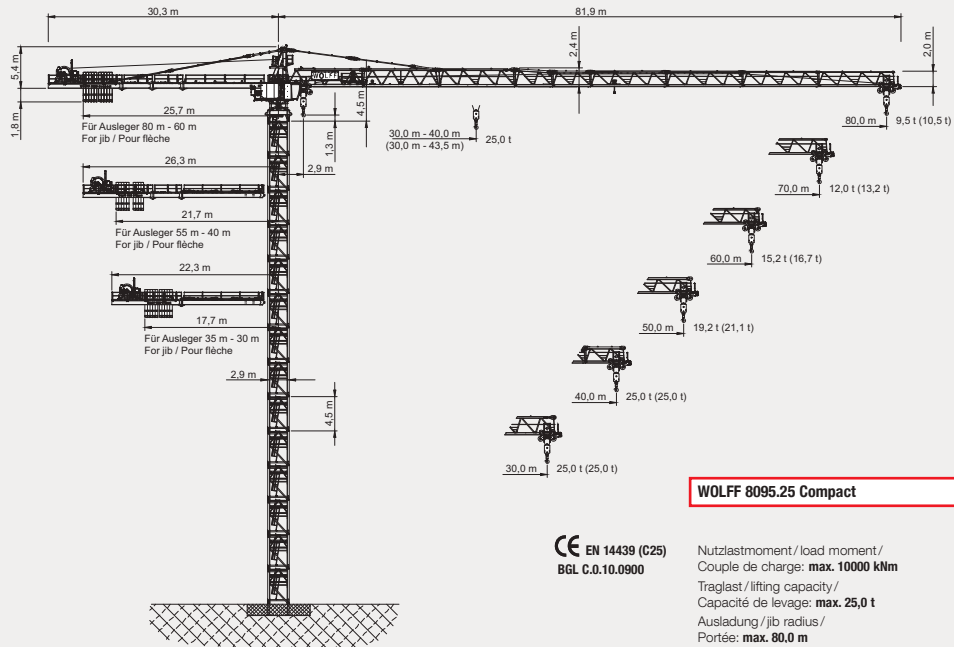 30,3 m
81,9 m
5,4 m
1,8 m
WOLFF
2,4 m
2,0 m
25,7 m
Für Ausleger 80 m - 60 m
For jib / Pour flèche
4,5 m
1,3 m
2,9 m
30,0 m - 40,0 m
(30,0 m - 43,5 m)
25,0 t
80,0 m
9,5 t (10,5 t)
26,3 m
21,7 m
Für Ausleger 55 m - 40 m
For jib / Pour flèche
70,0 m
12,0 t (13,2 t)
22,3 m
17,7 m
Für Ausleger 35 m - 30 m
For jib / Pour flèche
60,0 m
15,2 t (16,7 t)
50,0 m
19,2 t (21,1 t)
2,9 m
4,5 m
40,0 m
25,0 t (25,0 t)
30,0 m
25,0 t (25,0 t)
WOLFF 8095.25 Compact
CE EN 14439 (C25)
BGL C.0.10.0900
Nutzlastmoment / load moment /
Couple de charge: max. 10000 kNm
Traglast / lifting capacity /
Capacité de levage: max. 25,0 t
Ausladung / jib radius /
Portée: max. 80,0 m